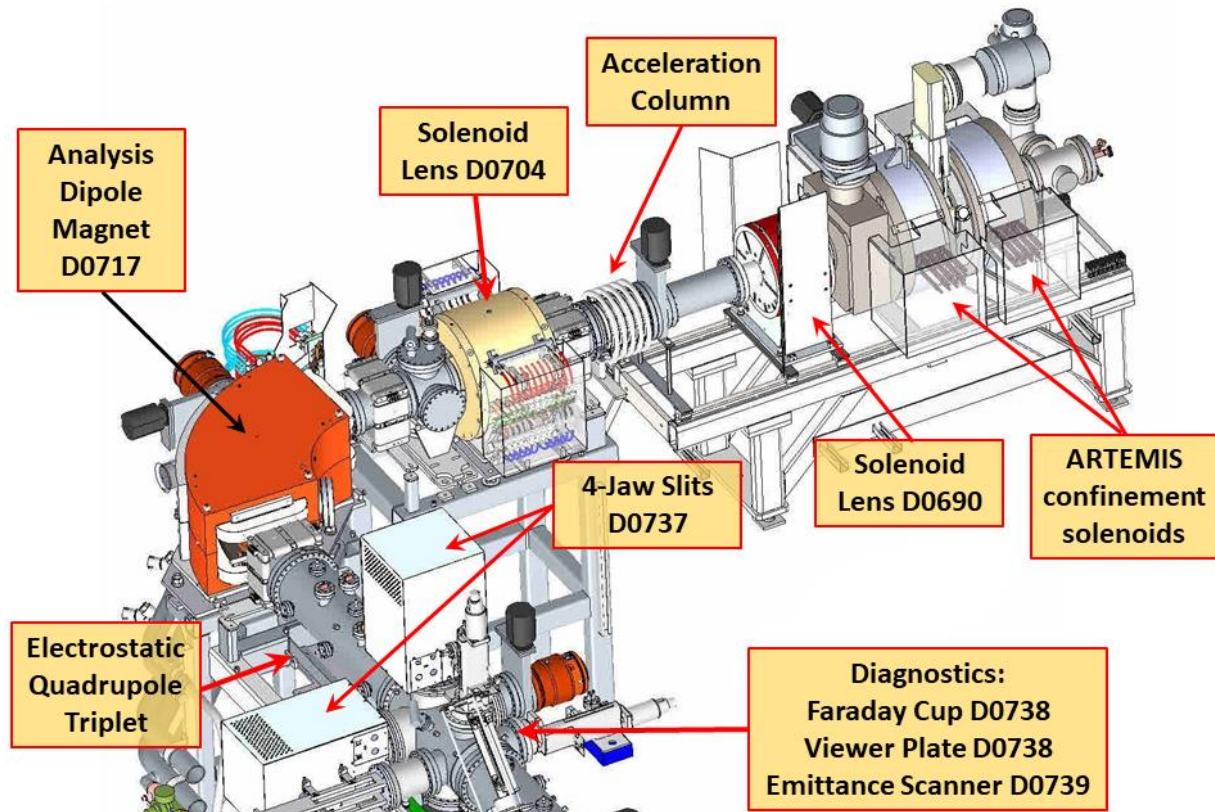 Acceleration
Column
Solenoid
Lens D0704
Analysis
Dipole
Magnet
D0717
4-Jaw Slits
D0737
Solenoid
Lens D0690
ARTEMIS
confinement
solenoids
Electrostatic
Quadrupole
Triplet
Diagnostics:
Faraday Cup D0738
Viewer Plate D0738
Emittance Scanner D0739